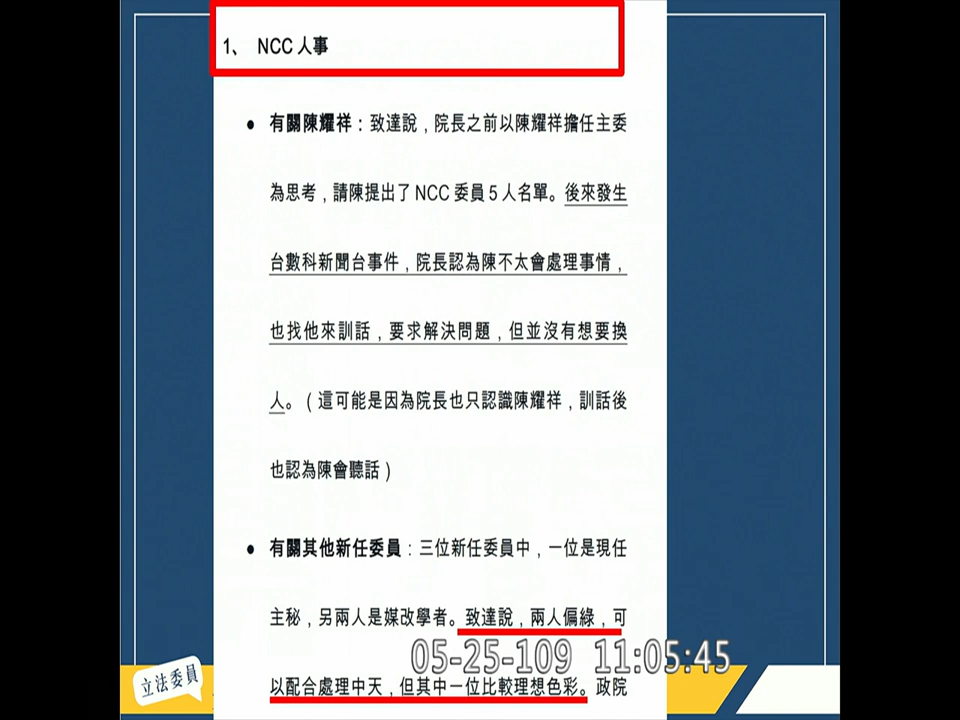 1、 NCC 人事
● 有關陳耀祥：致達說，院長之前以陳耀祥擔任主委
為思考，請陳提出了 NCC 委員 5 人名單。後來發生
台數科新聞台事件，院長認為陳不太會處理事情，
也找他來訓話，要求解決問題，但並沒有想要換
人。（這可能是因為院長也只認識陳耀祥，訓話後
也認為陳會聽話）
● 有關其他新任委員：三位新任委員中，一位是現任
主秘，另兩人是媒改學者。致達說，兩人偏綠，可
05-25-109 11:05:45
立法委員
以配合處理中天，但其中一位比較理想色彩。政院